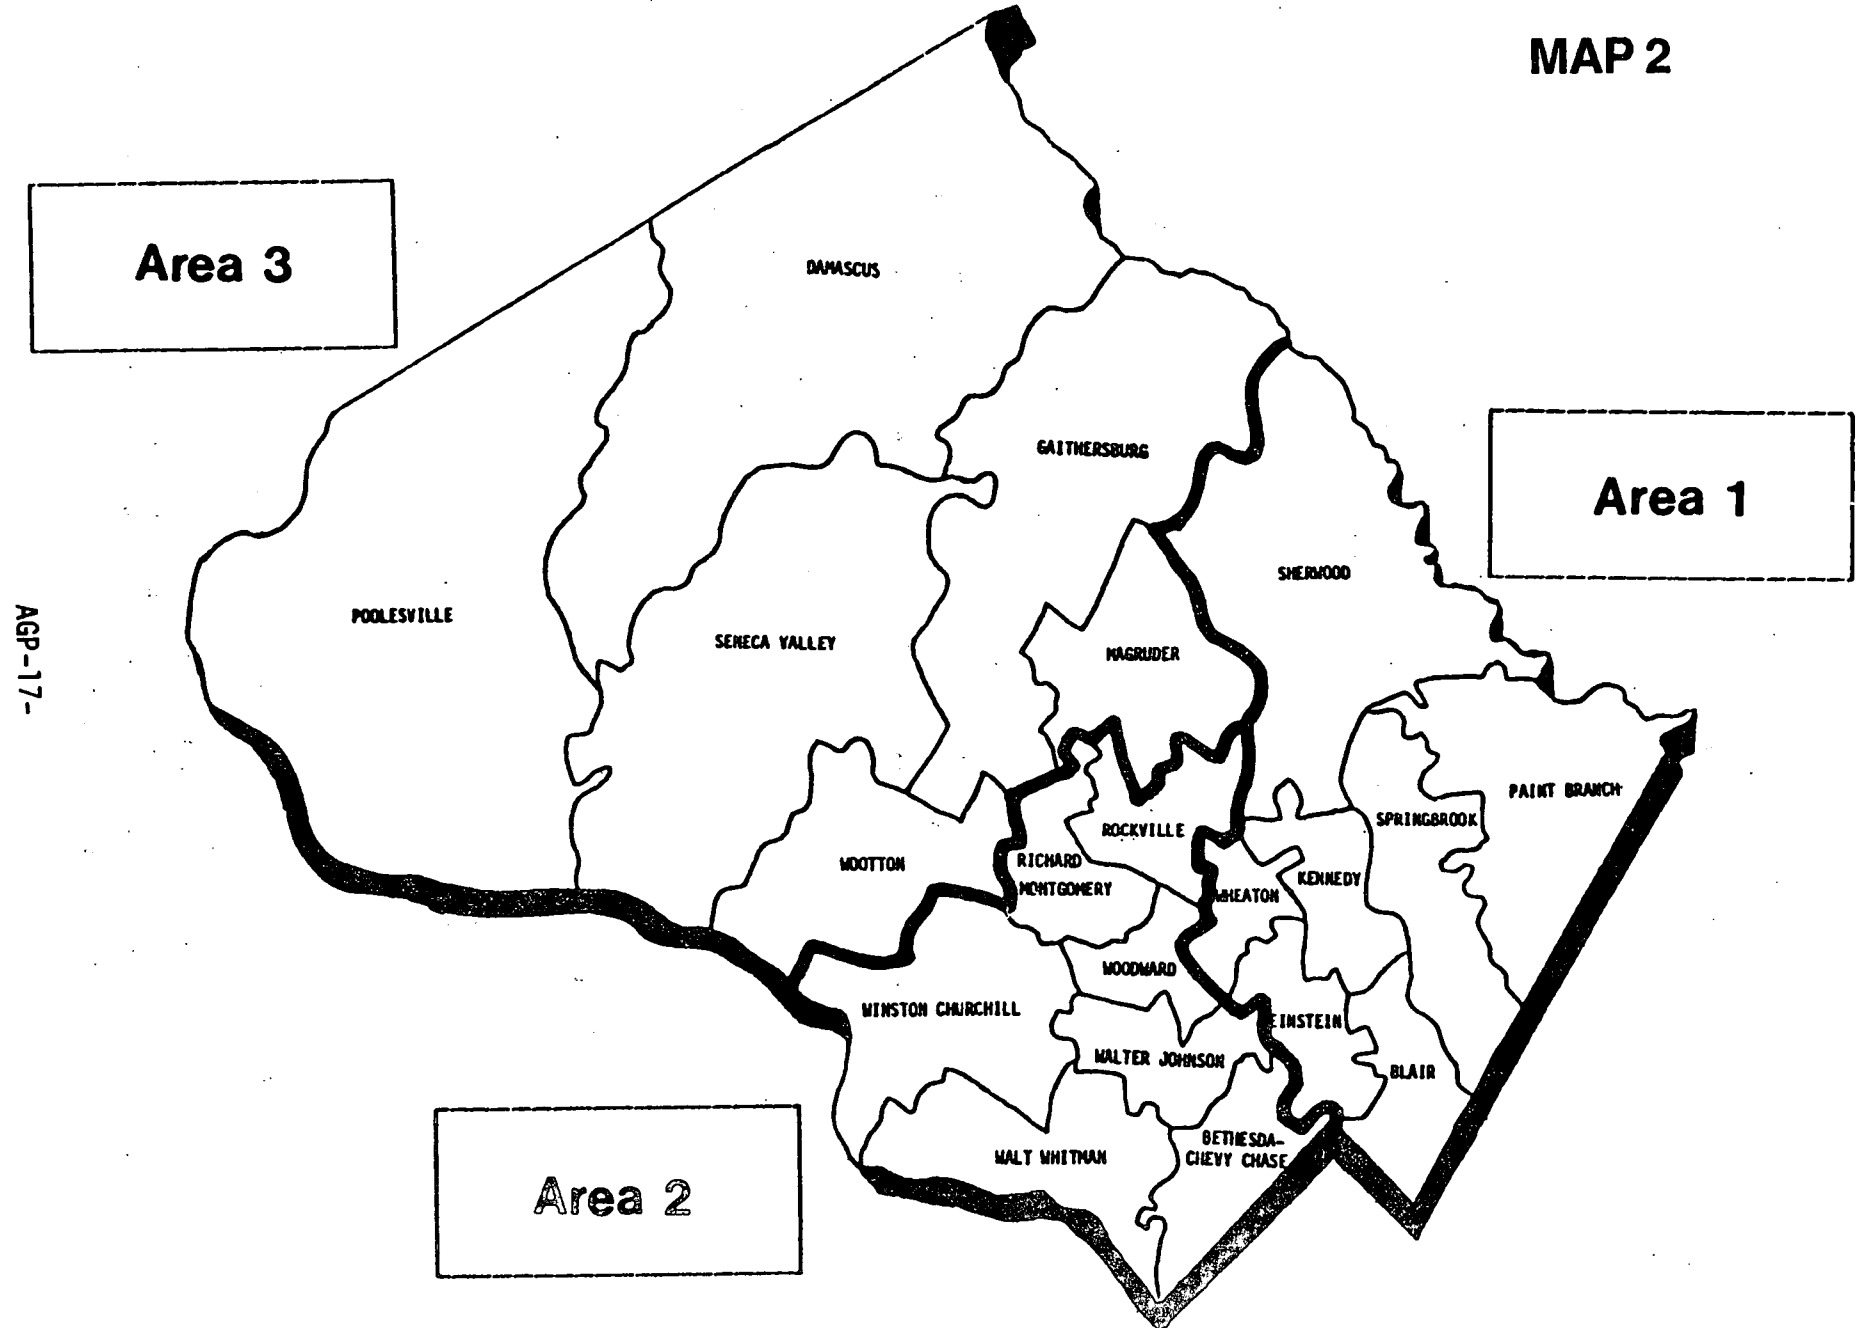 MAP 2
Area 3
DAMASCUS
GAITHERSBURG
Area 1
SHERWOOD
POOLESVILLE
SENECA VALLEY
MAGRUDER
AGP-17-
PAINT BRANCH
SPRINGBROOK
ROCKVILLE
WOOTTON
RICHARD
MONTGOMERY
KENNEDY
WHEATON
WOODWARD
WINSTON CHURCHILL
EINSTEIN
WALTER JOHNSON
BLAIR
BETHESDA-
CHEVY CHASE
WALT WHITMAN
Area 2